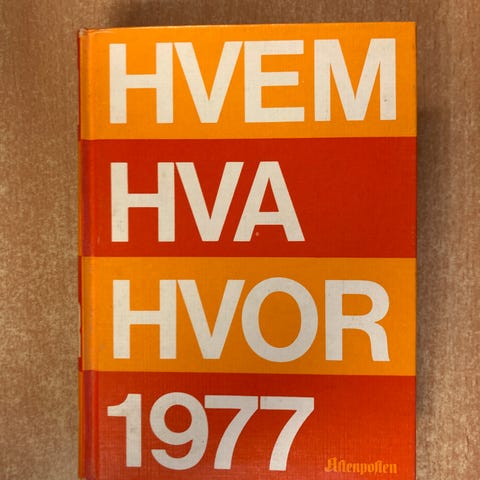 HVEM
HVA
HVOR
1977
Aftenposten